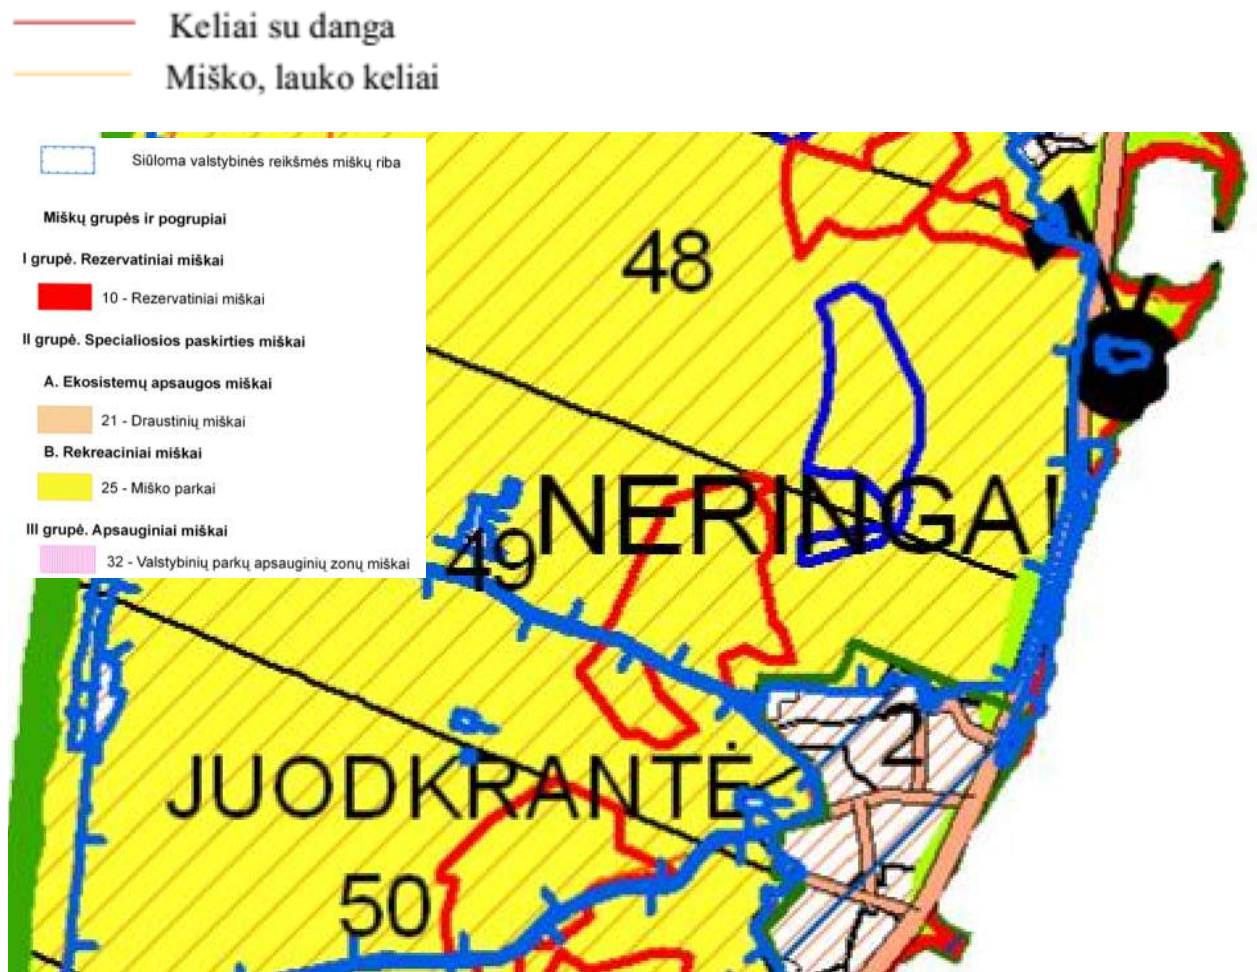 Keliai su danga
Miško, lauko keliai
Siūloma valstybinės reikšmės miškų riba
Miškų grupės ir pogrupiai
I grupė. Rezervatiniai miškai
10 - Rezervatiniai miškai
II grupė. Specialiosios paskirties miškai
A. Ekosistemų apsaugos miškai
21 - Draustinių miškai
B. Rekreaciniai miškai
25 - Miško parkai
III grupė. Apsauginiai miškai
32 - Valstybinių parkų apsauginių zonų miškai
48
NERINGA
49
2
JUODKRANTĖ
50